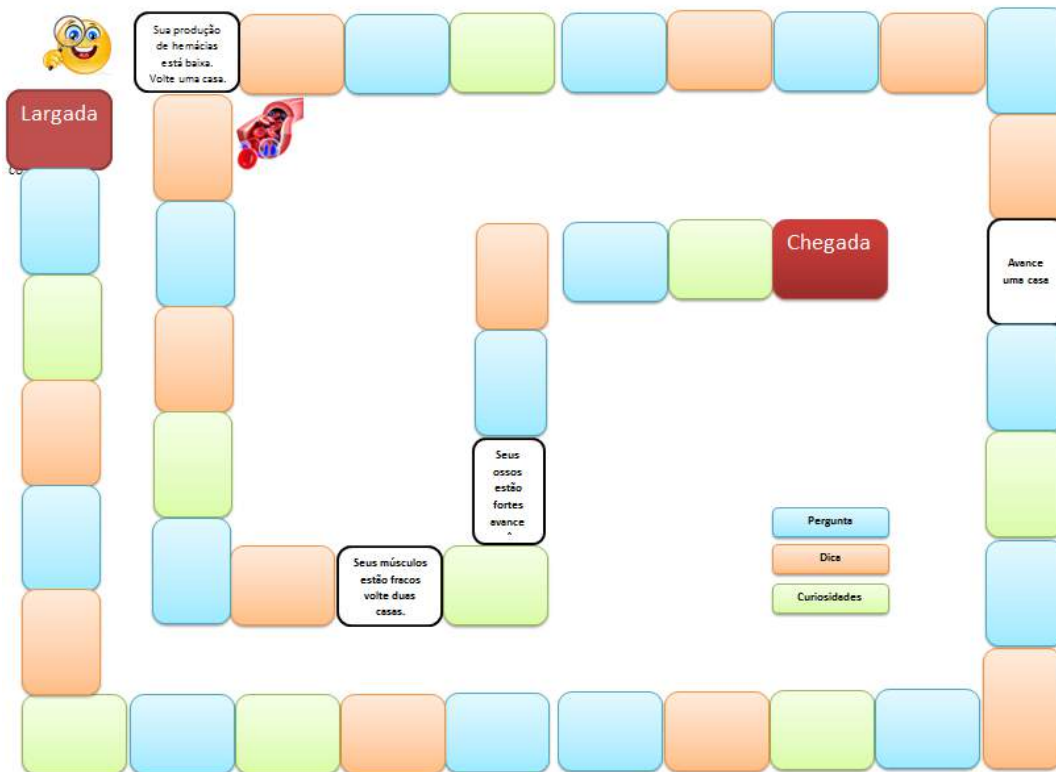 Sua produção
de hemácias
está baixa.
Volte uma casa.
Largada
Chegada
Avance
uma casa
Seus
ossos
estão
fortes
avance
Seus músculos
estão fracos
volte duas
casas.
Pergunta
Dica
Curiosidades